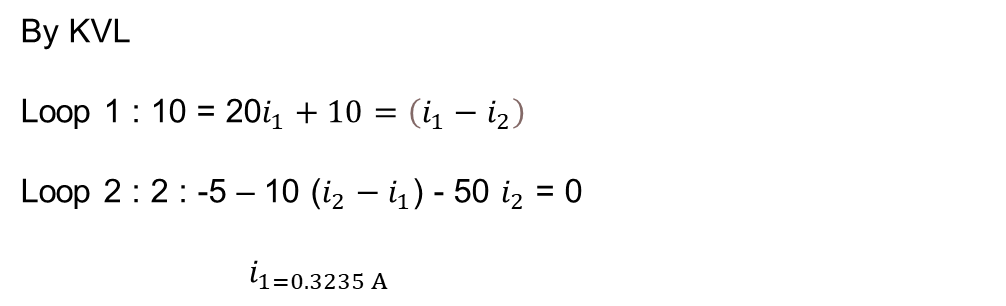 By KVL
Loop 1 : 10 = 20i₁ + 10 = (i₁ − i₂)
Loop 2 : 2 : -5 – 10 (i₂ − i₁) - 50 i₂ = 0
i₁₌₀.₃₂₃₅ A